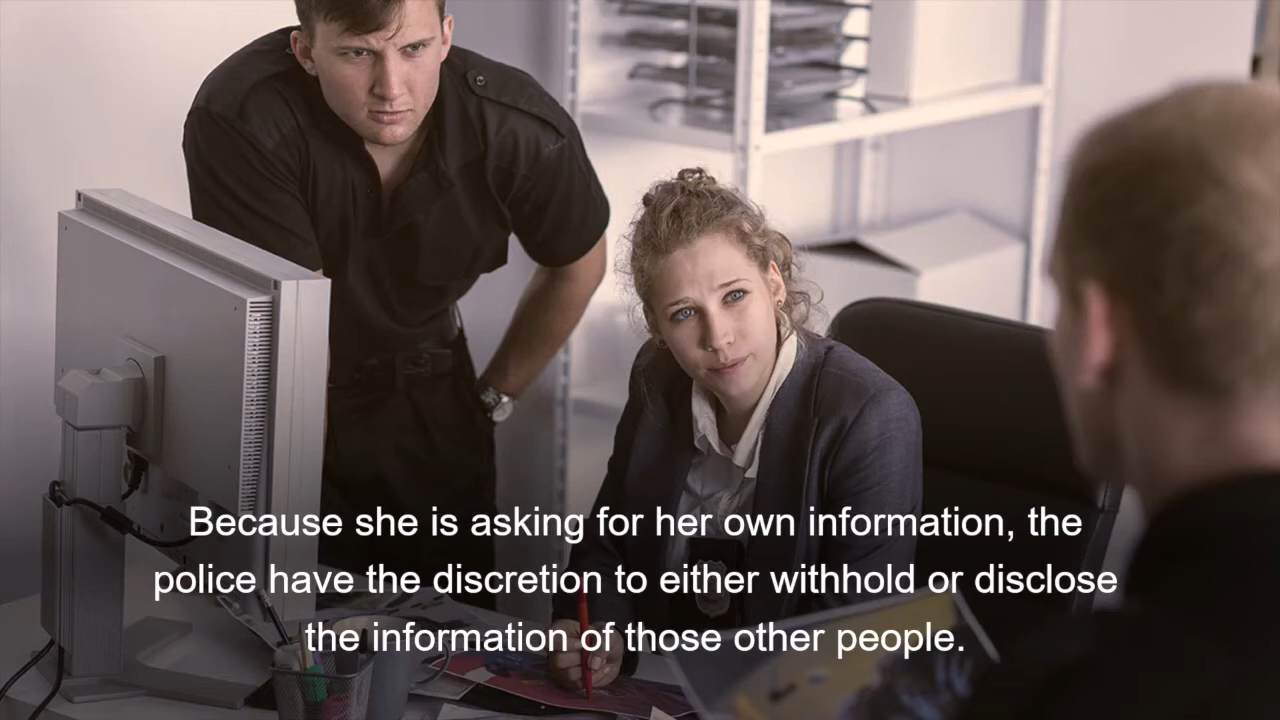 Because she is asking for her own information, the
police have the discretion to either withhold or disclose
the information of those other people.